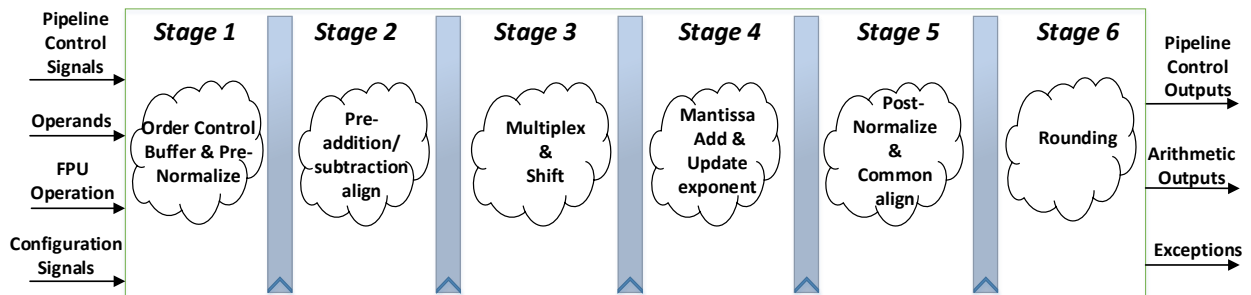 Pipeline
Control
Signals
Operands
FPU
Operation
Configuration
Signals
Stage 1
Order Control
Buffer & Pre-
Normalize
Stage 2
Pre-
addition/
subtraction
align
Stage 3
Multiplex
&
Shift
Stage 4
Mantissa
Add &
Update
exponent
Stage 5
Post-
Normalize
&
Common
align
Stage 6
Rounding
Pipeline
Control
Outputs
Arithmetic
Outputs
Exceptions